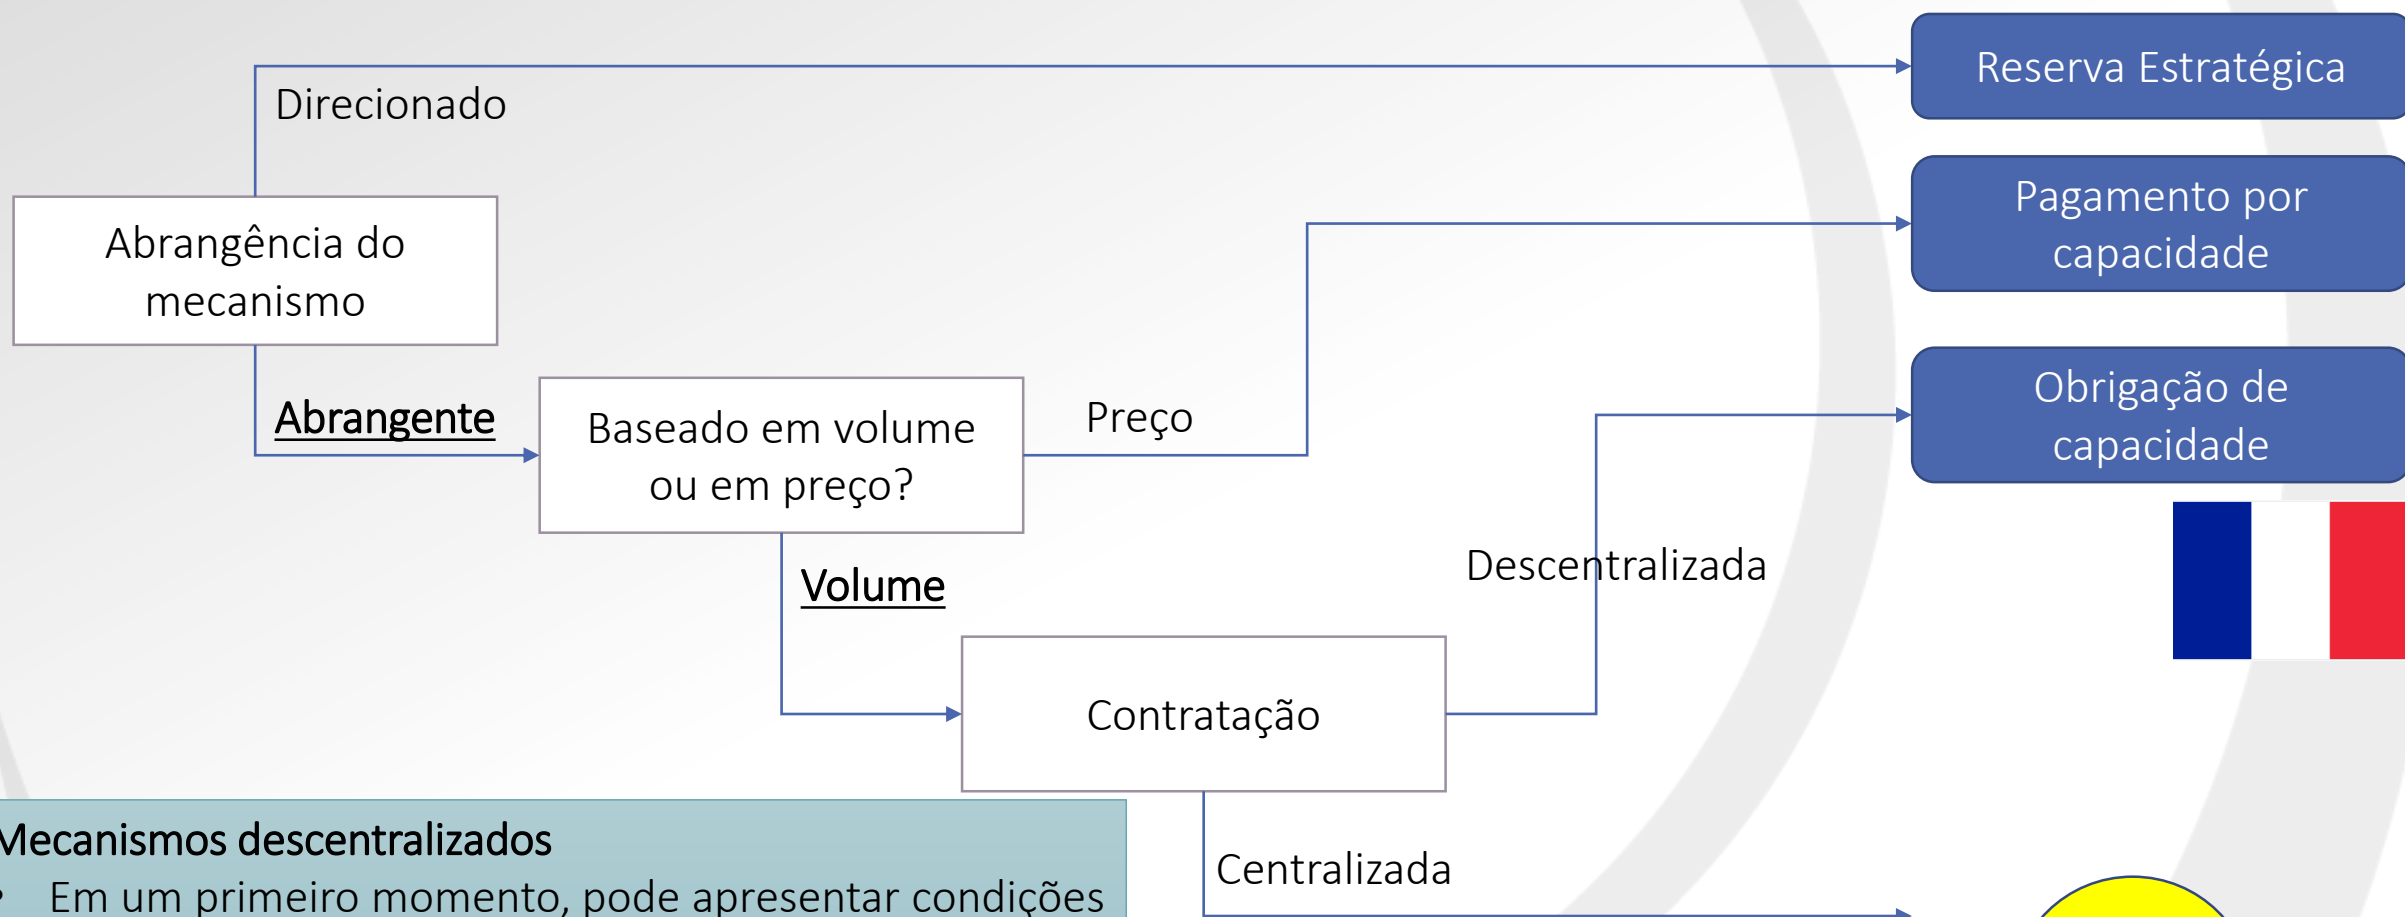 Reserva Estratégica
Direcionado
Pagamento por
capacidade
Abrangência do
mecanismo
Obrigação de
capacidade
Abrangente
Baseado em volume
ou em preço?
Preço
Descentralizada
Volume
Contratação
Mecanismos descentralizados
Centralizada
• Em um primeiro momento, pode apresentar condições